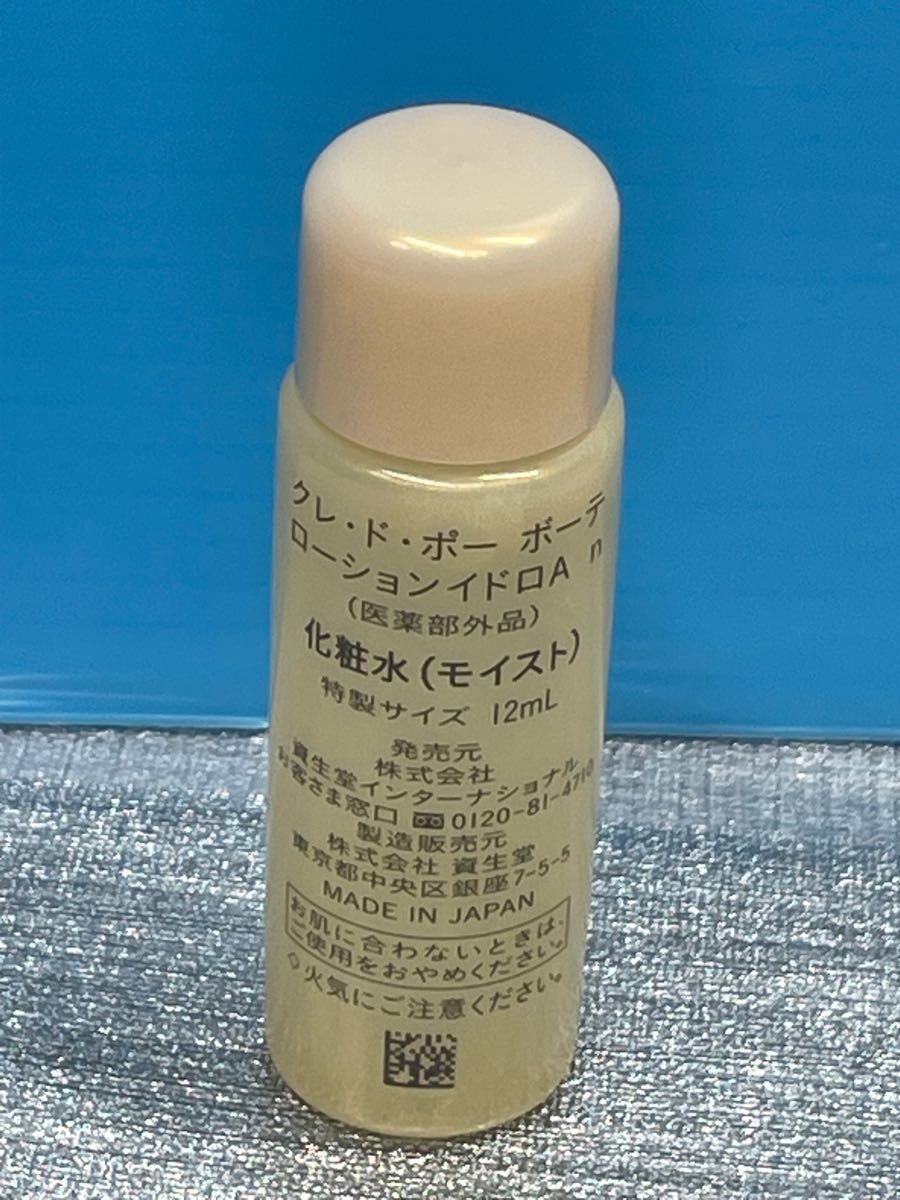 クレ・ド・ポー ボーテ
ローションイドロA n
(医薬部外品)
化粧水(モイスト)
特製サイズ 12mL
発売元
株式会社
資生堂インターナショナル
お客さま窓口 0120-81-4710
製造販売元
株式会社 資生堂
東京都中央区銀座7-5-5
MADE IN JAPAN
お肌に合わないときは、
ご使用をおやめください。
◇火気にご注意ください。